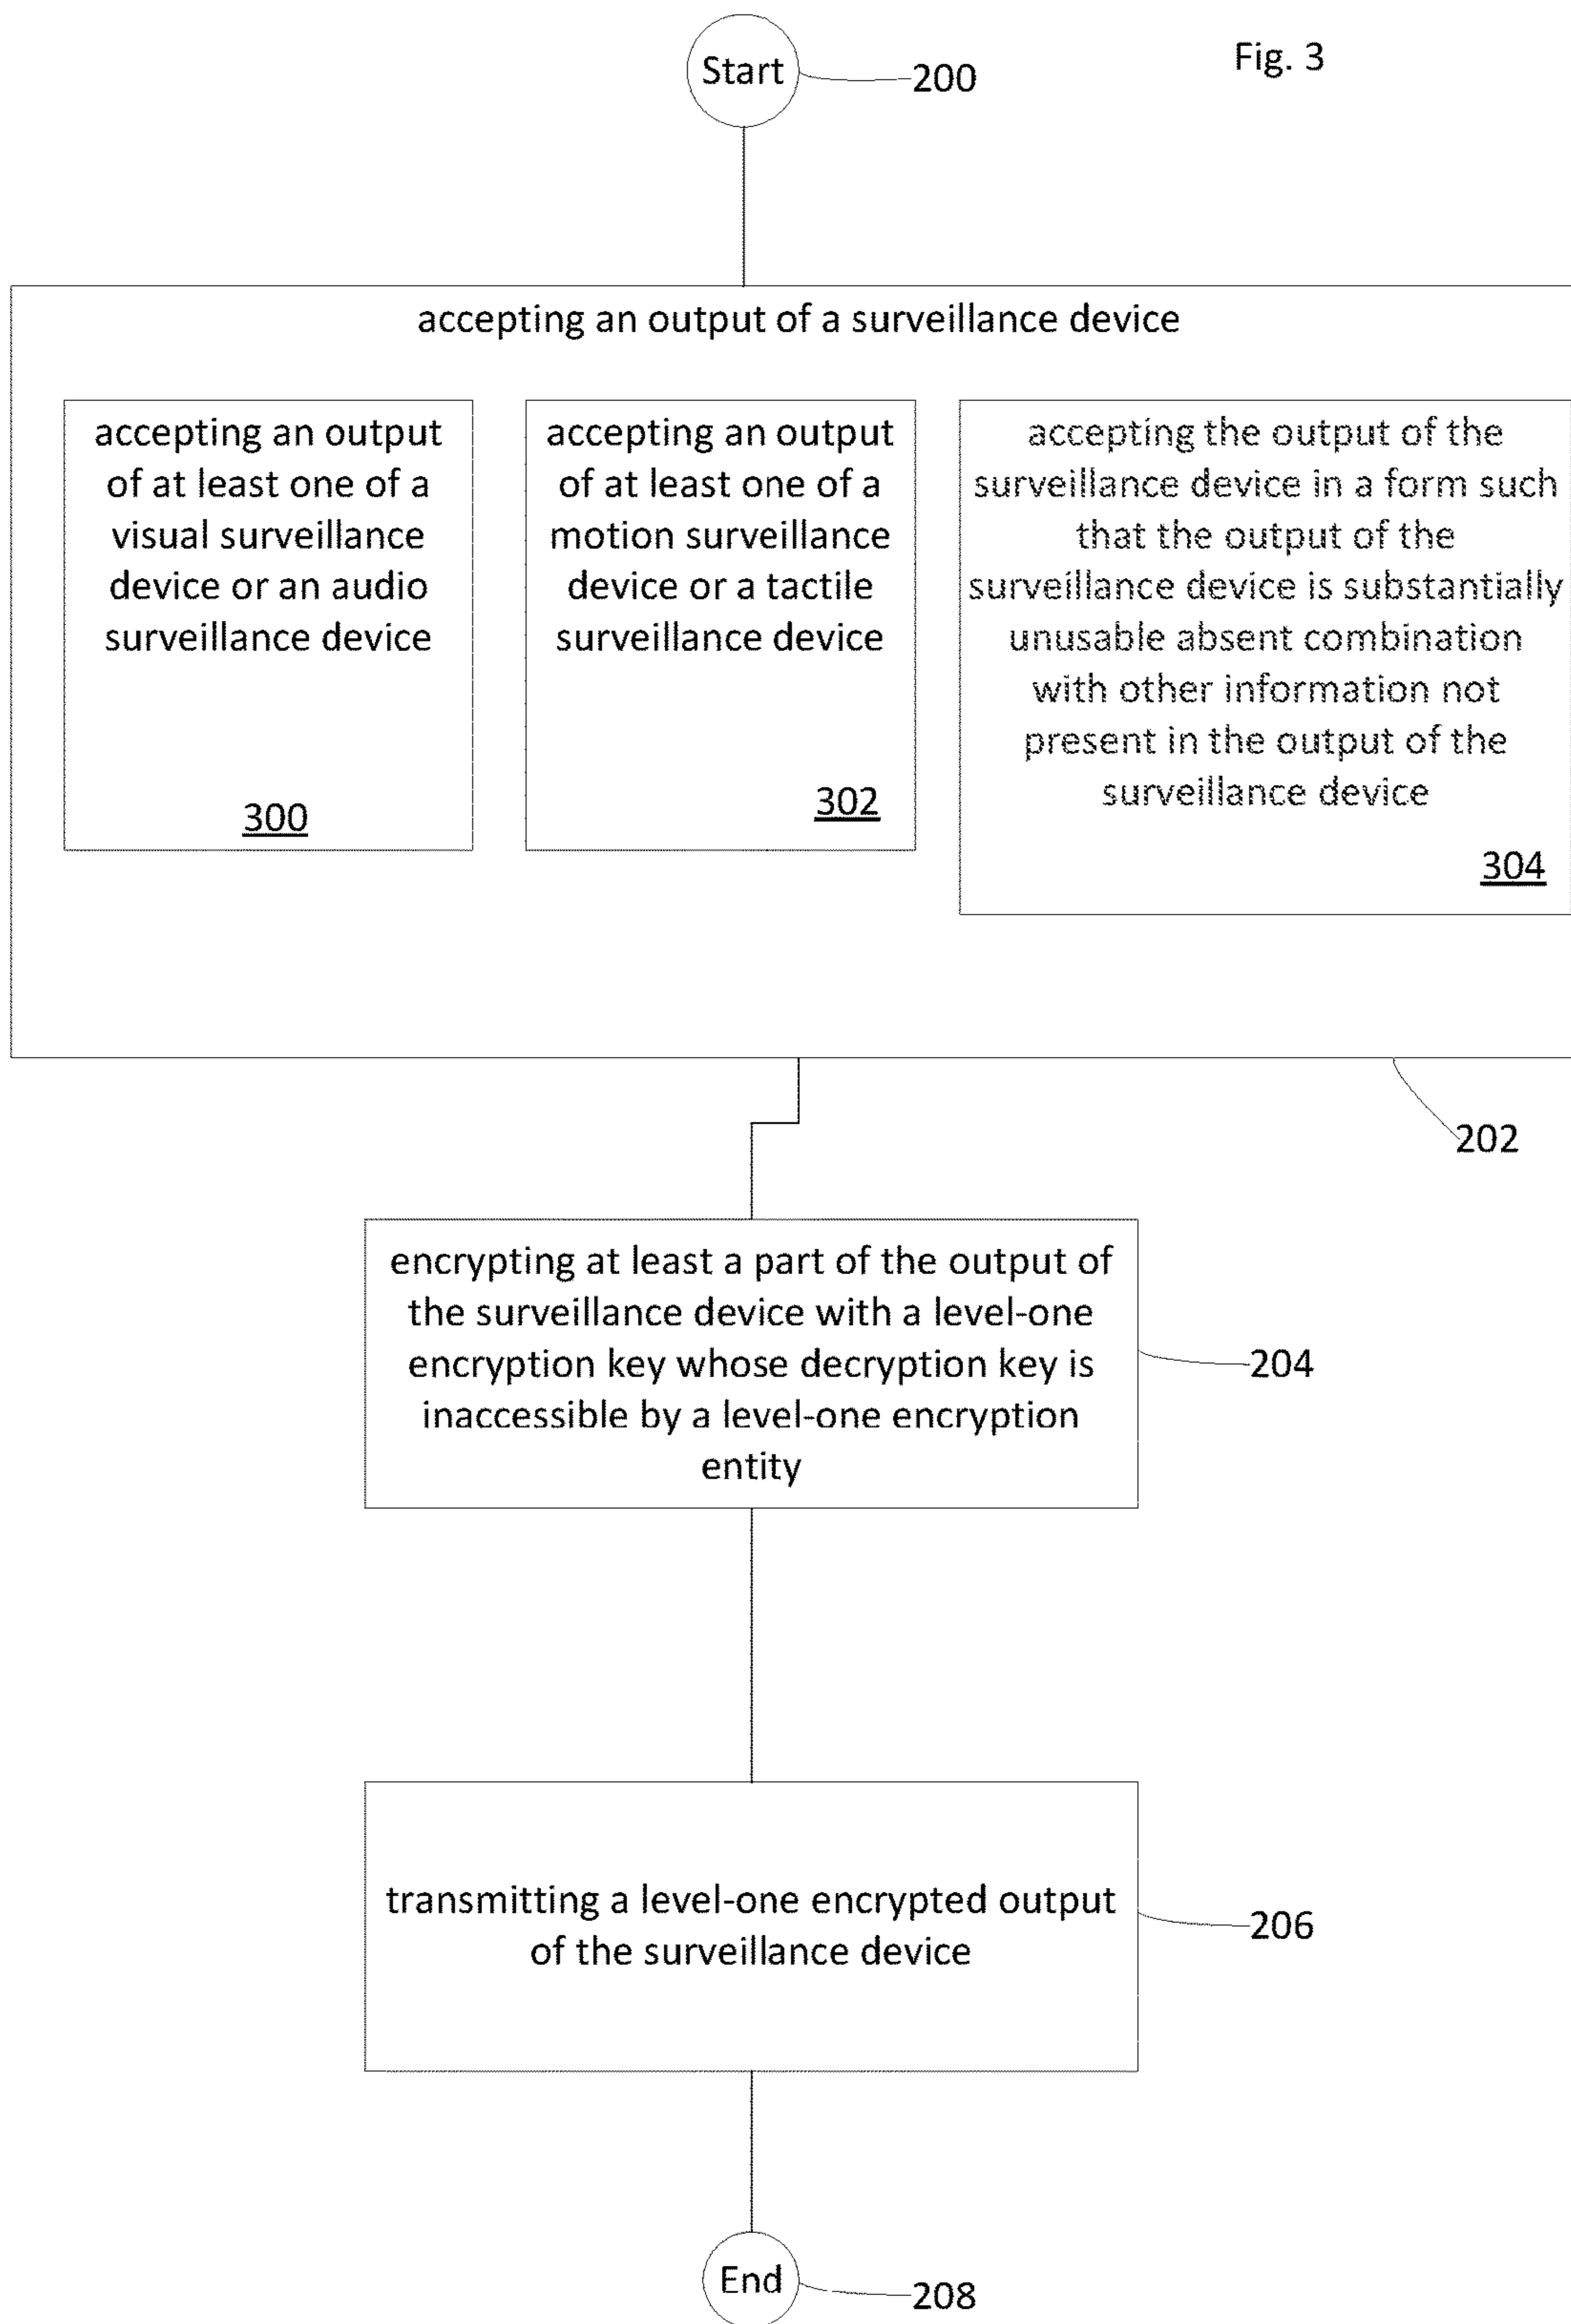 Start
200
Fig. 3
accepting an output of a surveillance device
accepting an output
of at least one of a
visual surveillance
device or an audio
surveillance device
300
accepting an output
of at least one of a
motion surveillance
device or a tactile
surveillance device
302
accepting the output of the
surveillance device in a form such
that the output of the
surveillance device is substantially
unusable absent combination
with other information not
present in the output of the
surveillance device
304
202
encrypting at least a part of the output of
the surveillance device with a level-one
encryption key whose decryption key is
inaccessible by a level-one encryption
entity
204
transmitting a level-one encrypted output
of the surveillance device
206
End
208